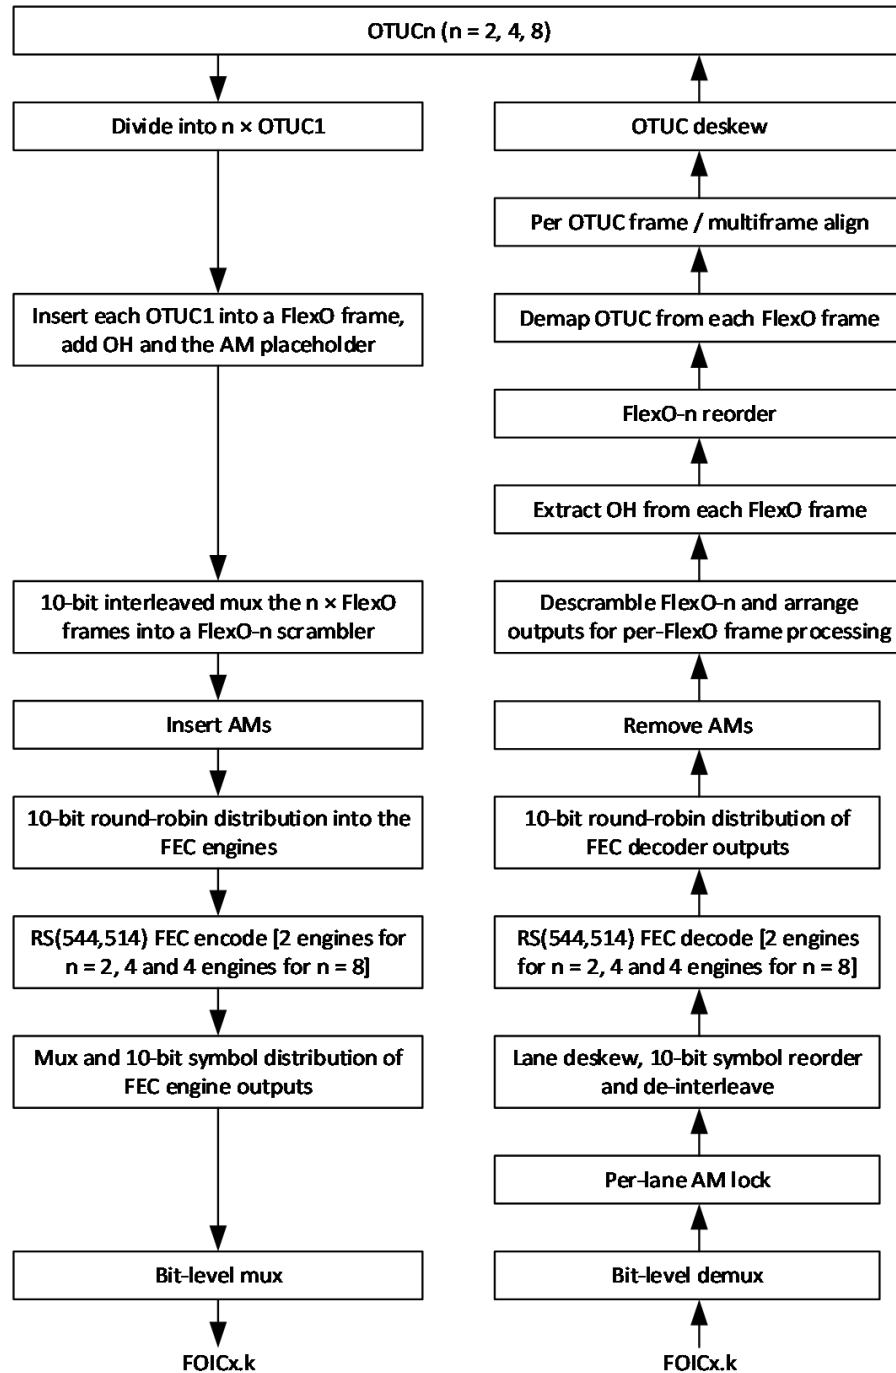 OTUCn (n = 2, 4, 8)
Divide into n × OTUC1
Insert each OTUC1 into a FlexO frame,
add OH and the AM placeholder
10-bit interleaved mux the n × FlexO
frames into a FlexO-n scrambler
Insert AMs
10-bit round-robin distribution into the
FEC engines
RS(544,514) FEC encode [2 engines for
n = 2, 4 and 4 engines for n = 8]
Mux and 10-bit symbol distribution of
FEC engine outputs
Bit-level mux
FOICx.k
OTUC deskew
Per OTUC frame / multiframe align
Demap OTUC from each FlexO frame
FlexO-n reorder
Extract OH from each FlexO frame
Descramble FlexO-n and arrange
outputs for per-FlexO frame processing
Remove AMs
10-bit round-robin distribution of
FEC decoder outputs
RS(544,514) FEC decode [2 engines
for n = 2, 4 and 4 engines for n = 8]
Lane deskew, 10-bit symbol reorder
and de-interleave
Per-lane AM lock
Bit-level demux
FOICx.k